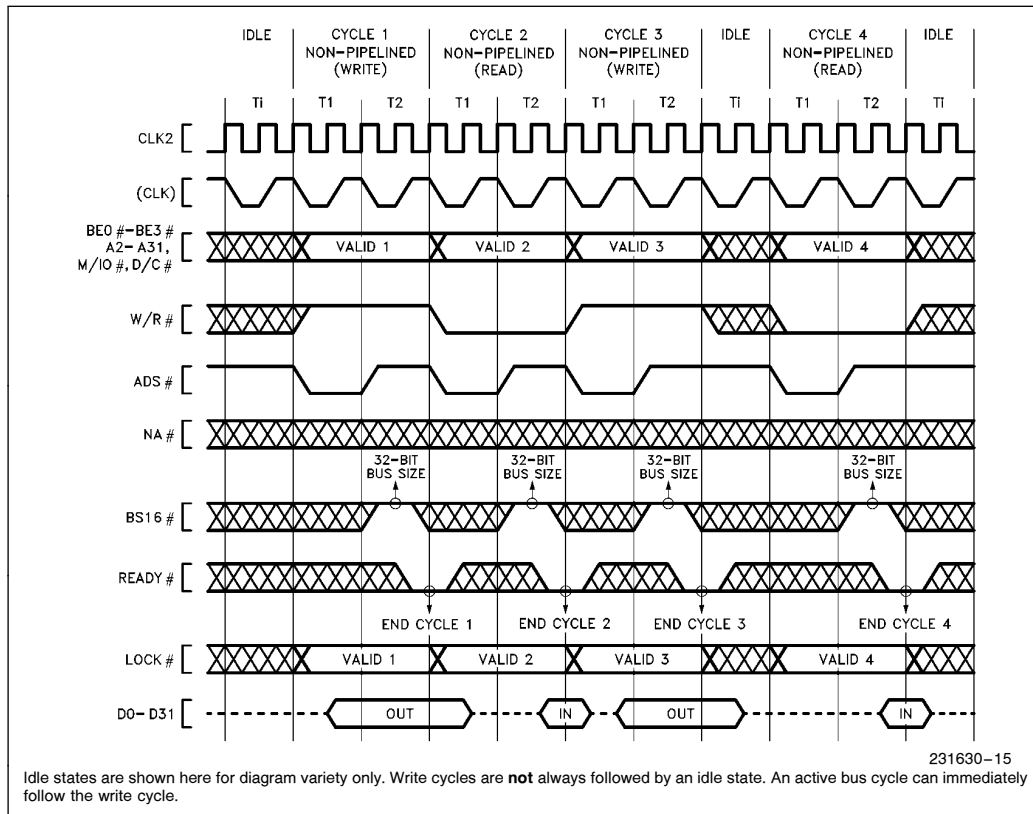 IDLE CYCLE 1 CYCLE 2 CYCLE 3 IDLE CYCLE 4 IDLE
NON-PIPELINED NON-PIPELINED NON-PIPELINED NON-PIPELINED
(WRITE) (READ) (WRITE) (READ)
Ti T1 T2 T1 T2 T1 T2 Ti T1 T2 Ti
CLK2
(CLK)
BE0 #-BE3 #
A2-A31,
M/IO #, D/C #
VALID 1 VALID 2 VALID 3 VALID 4
W/R #
ADS #
NA #
32-BIT 32-BIT 32-BIT 32-BIT
BUS SIZE BUS SIZE BUS SIZE BUS SIZE
BS16 #
READY #
END CYCLE 1 END CYCLE 2 END CYCLE 3 END CYCLE 4
LOCK # VALID 1 VALID 2 VALID 3 VALID 4
D0-D31 OUT IN OUT IN
231630-15
Idle states are shown here for diagram variety only. Write cycles are not always followed by an idle state. An active bus cycle can immediately
follow the write cycle.